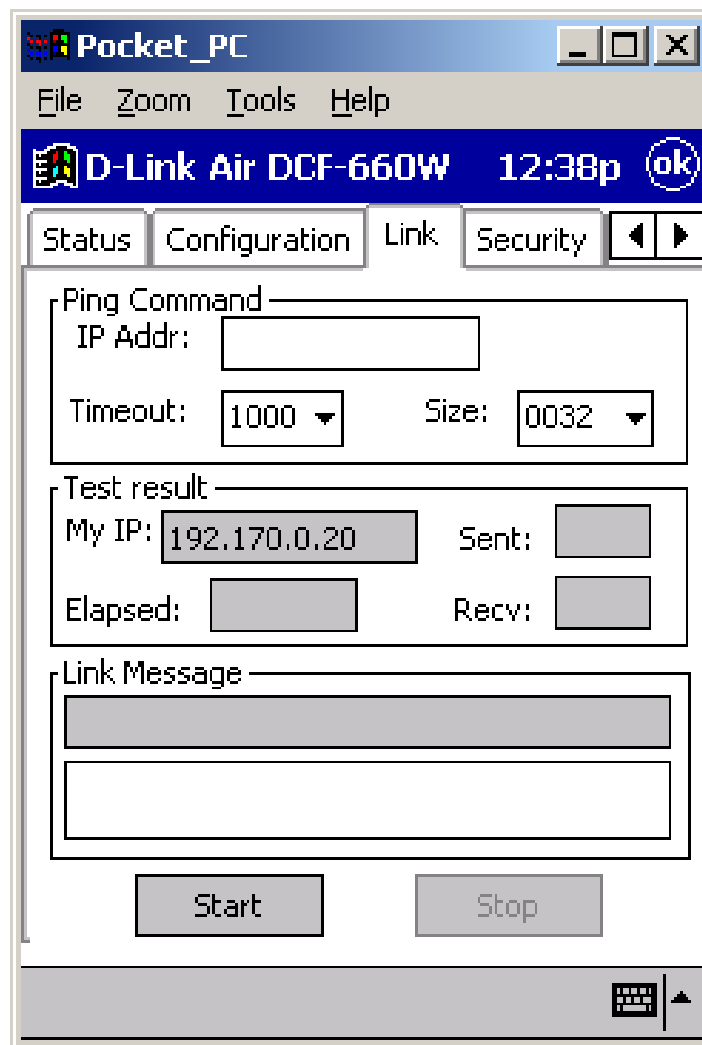 Pocket_PC
File Zoom Tools Help
D-Link Air DCF-660W 12:38p ok
Status Configuration Link Security
Ping Command
IP Addr:
Timeout: 1000 Size: 0032
Test result
My IP: 192.170.0.20 Sent:
Elapsed: Recv:
Link Message
Start Stop